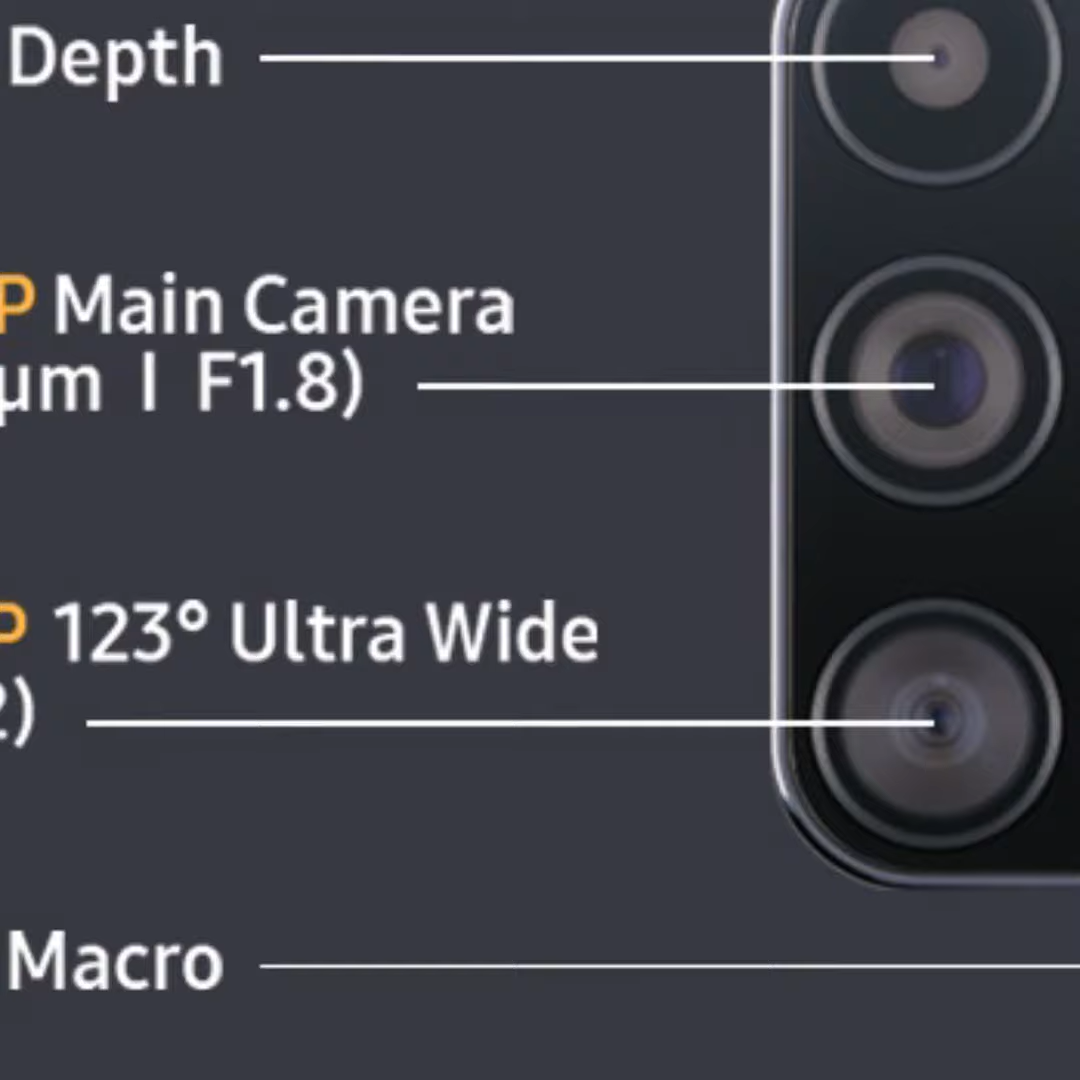 Depth
P Main Camera
μm I F1.8)
P 123° Ultra Wide
2)
Macro